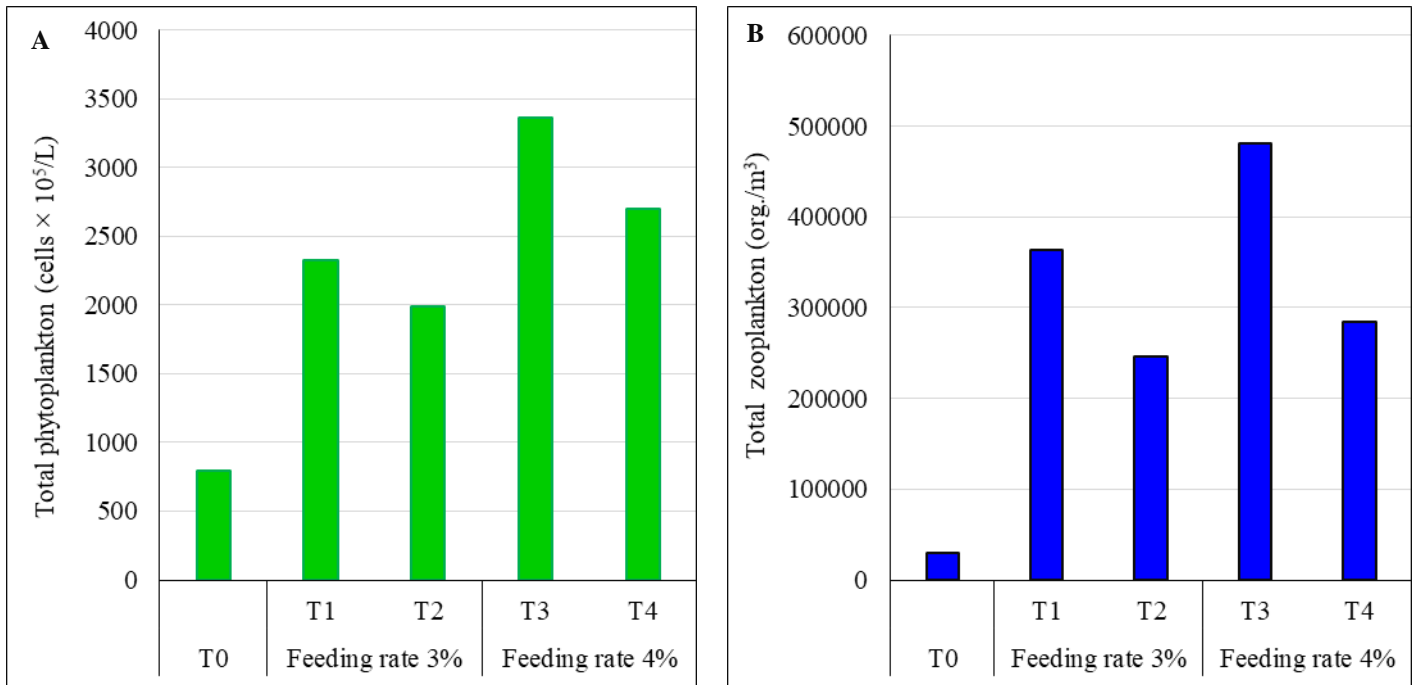 A
Total phytoplankton (cells × 10⁵/L)
4000
3500
3000
2500
2000
1500
1000
500
0
T1 T2 T3 T4
T0 Feeding rate 3% Feeding rate 4%
B
Total zooplankton (org./m³)
600000
500000
400000
300000
200000
100000
0
T1 T2 T3 T4
T0 Feeding rate 3% Feeding rate 4%